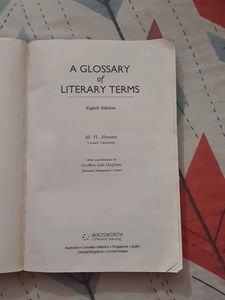 A GLOSSARY
of
LITERARY TERMS
Eighth Edition
M. H. Abrams
Cornell University
With contributions by
Geoffrey Galt Harpham
National Humanities Center
WADSWORTH
CENGAGE Learning
Australia • Canada • Mexico • Singapore • Spain
United Kingdom • United States